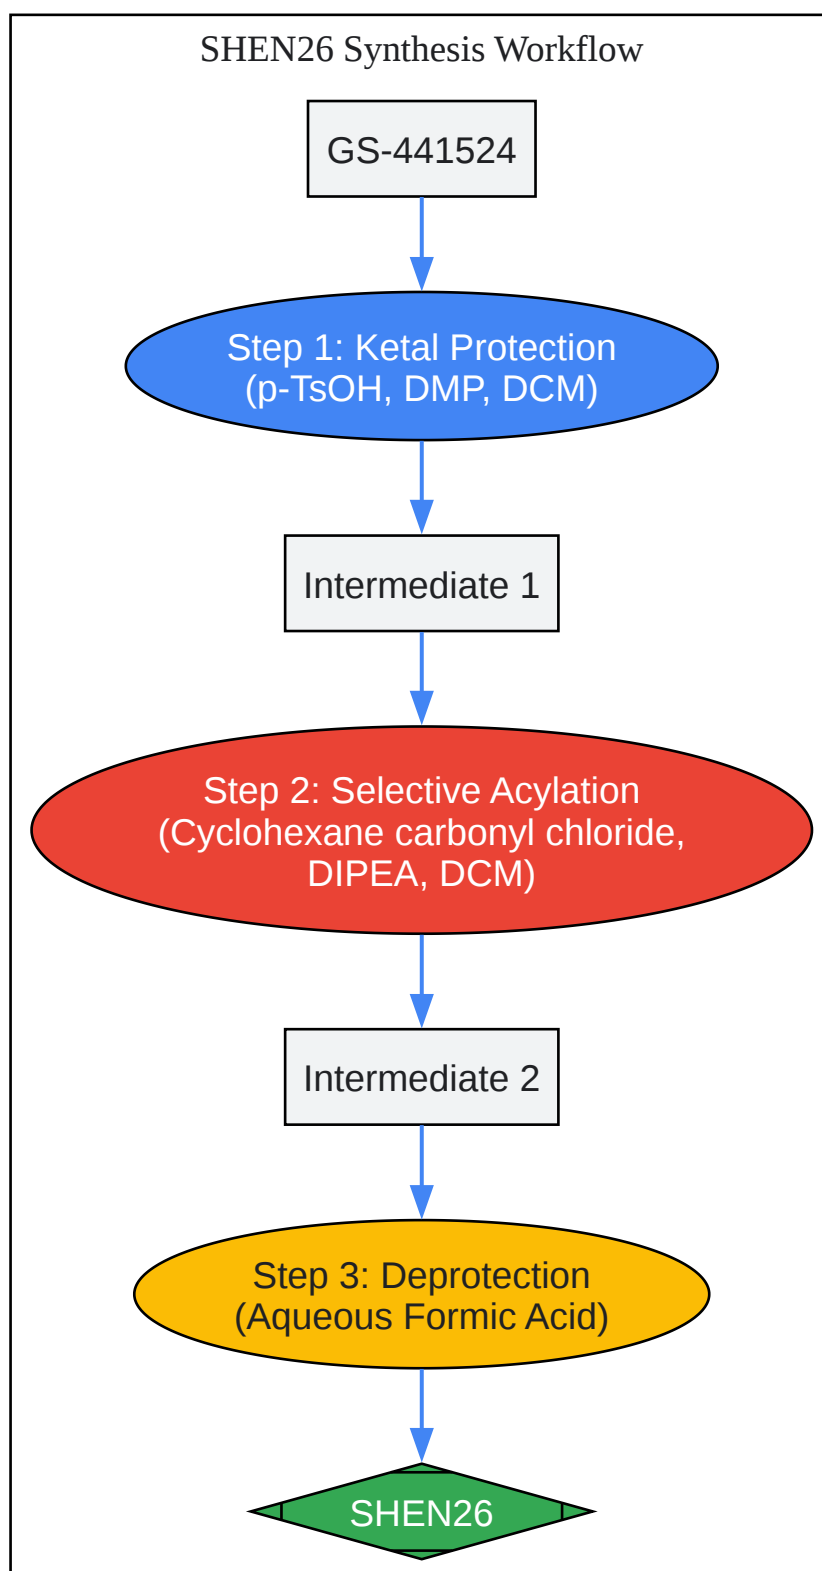 SHEN26 Synthesis Workflow
GS-441524
Step 1: Ketal Protection
(p-TsOH, DMP, DCM)
Intermediate 1
Step 2: Selective Acylation
(Cyclohexane carbonyl chloride,
DIPEA, DCM)
Intermediate 2
Step 3: Deprotection
(Aqueous Formic Acid)
SHEN26